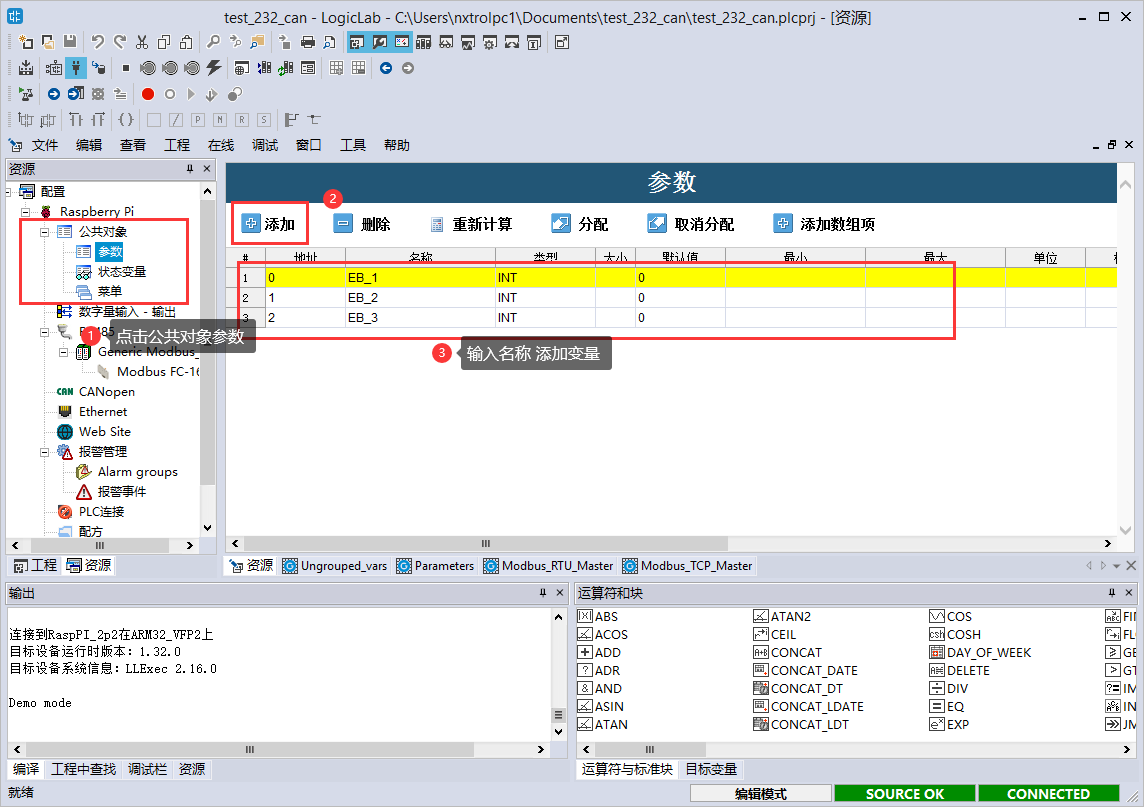 test_232_can - LogicLab - C:\Users\nxtrolpc1\Documents\test_232_can\test_232_can.plcprj - [资源]
文件 编辑 查看 工程 在线 调试 窗口 工具 帮助
资源
配置
Raspberry Pi
公共对象
参数
状态变量
菜单
数字量输入 - 输出
485
Generic Modbus_
Modbus FC-16
CANopen
Ethernet
Web Site
报警管理
Alarm groups
报警事件
PLC连接
配方
工程 资源
1 点击公共对象参数
参数
2
添加 删除 重新计算 分配 取消分配 添加数组项
# 地址 名称 类型 大小 默认值 最小 最大 单位
1 0 EB_1 INT 0
2 1 EB_2 INT 0
3 2 EB_3 INT 0
3 输入名称 添加变量
资源 Ungrouped_vars Parameters Modbus_RTU_Master Modbus_TCP_Master
输出
连接到RaspPI_2p2在ARM32_VFP2上
目标设备运行时版本: 1.32.0
目标设备系统信息: LLExec 2.16.0
Demo mode
编译 工程中查找 调试栏 资源
运算符和块
ABS ATAN2 COS FI
ACOS CEIL COSH FL
ADD CONCAT DAY_OF_WEEK GE
ADR CONCAT_DATE DELETE GT
AND CONCAT_DT DIV IM
ASIN CONCAT_LDATE EQ IN
ATAN CONCAT_LDT EXP JM
运算符与标准块 目标变量
就绪 编辑模式 SOURCE OK CONNECTED